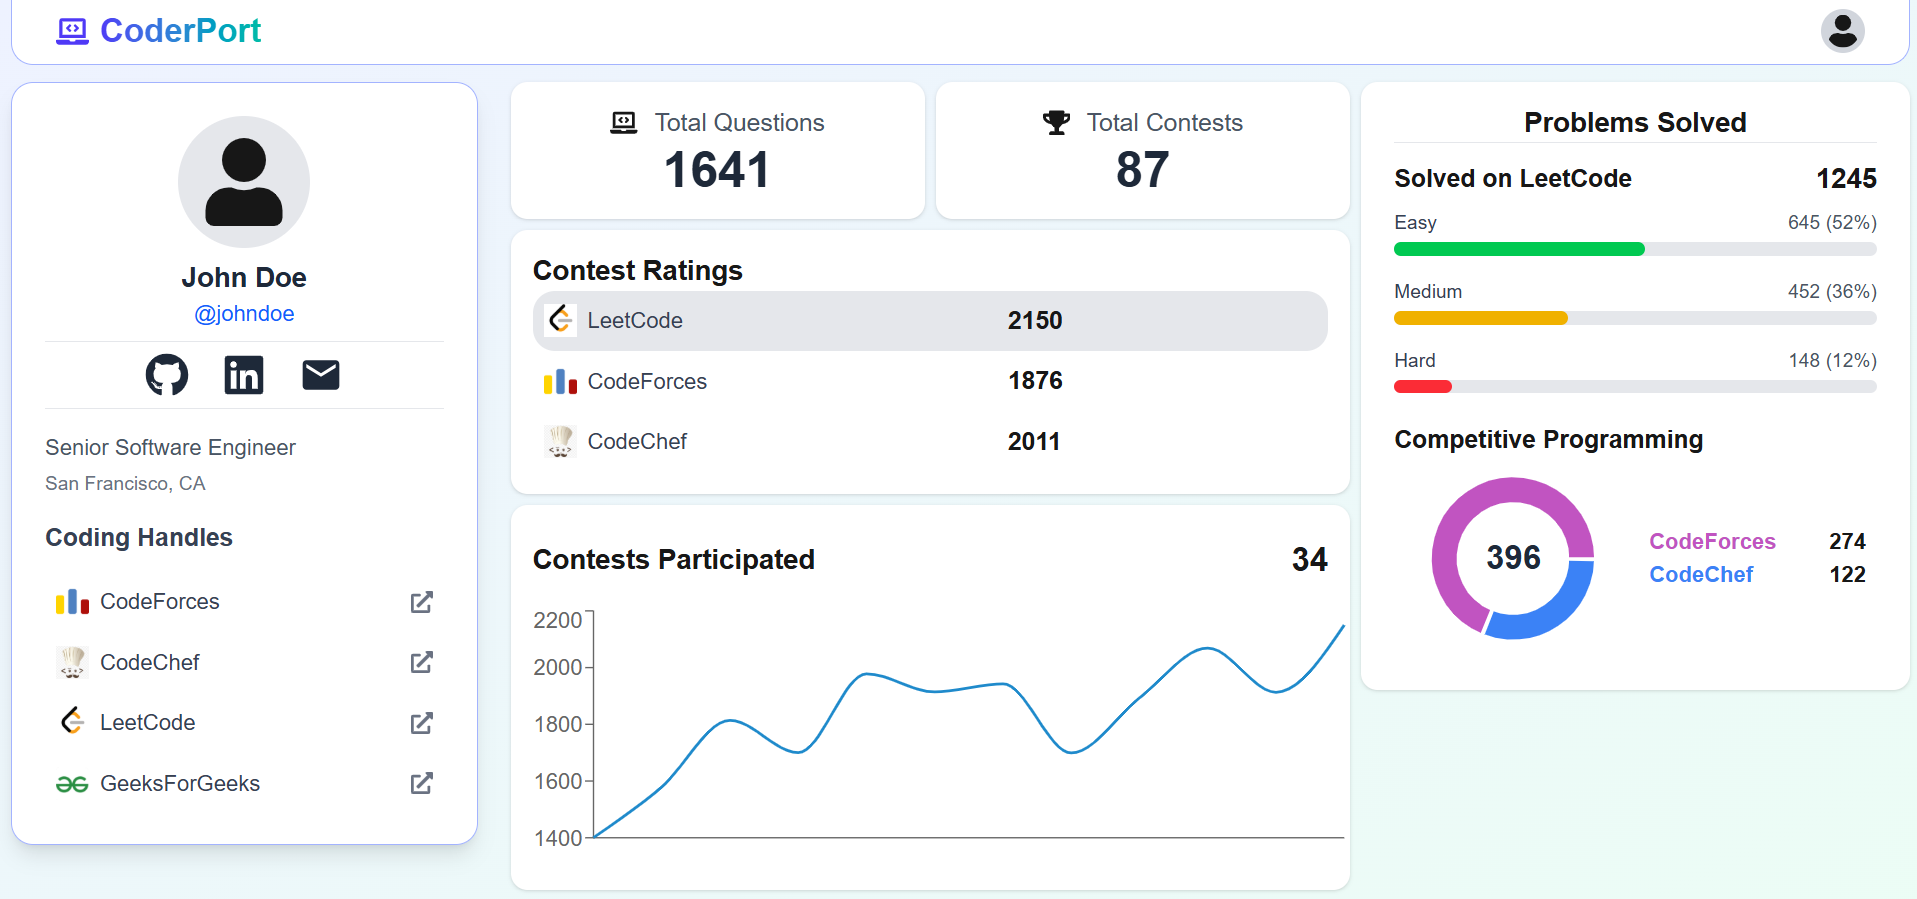 CoderPort
John Doe
@johndoe
Senior Software Engineer
San Francisco, CA
Coding Handles
CodeForces
CodeChef
LeetCode
GeeksForGeeks
Total Questions
1641
Total Contests
87
Contest Ratings
LeetCode 2150
CodeForces 1876
CodeChef 2011
Contests Participated 34
2200
2000
1800
1600
1400
Problems Solved
Solved on LeetCode 1245
Easy 645 (52%)
Medium 452 (36%)
Hard 148 (12%)
Competitive Programming
396
CodeForces 274
CodeChef 122